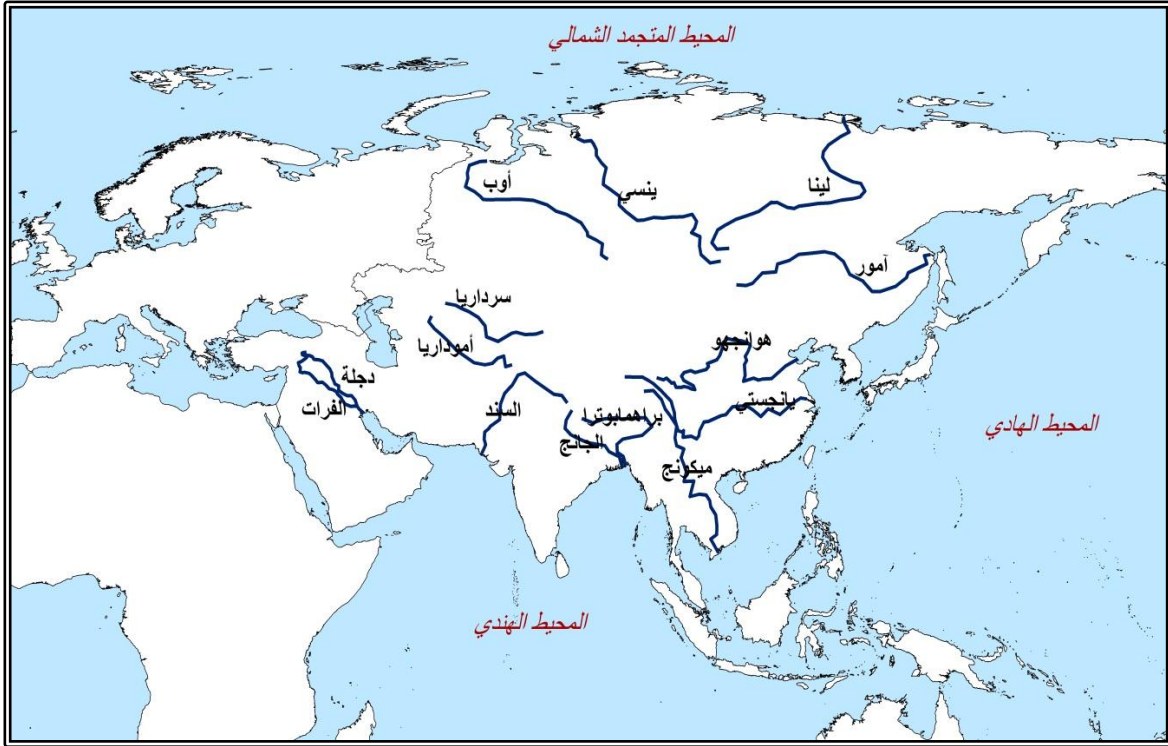 المحيط المتجمد الشمالي
أوب
ينسي
لينا
آمور
سرداريا
أموداريا
هوانجهو
دجلة
الفرات
السند
براهمابوترا
يانجستي
الجانج
ميكونج
المحيط الهادي
المحيط الهندي